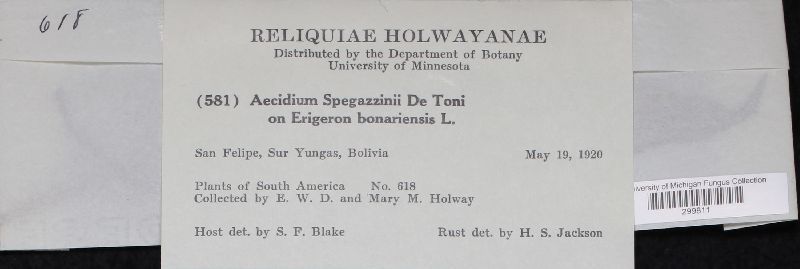 618
RELIQUIAE HOLWAYANAE
Distributed by the Department of Botany
University of Minnesota
(581) Aecidium Spegazzinii De Toni
on Erigeron bonariensis L.
San Felipe, Sur Yungas, Bolivia May 19, 1920
Plants of South America No. 618
Collected by E. W. D. and Mary M. Holway
Host det. by S. F. Blake Rust det. by H. S. Jackson
iversity of Michigan Fungus Collection
299811